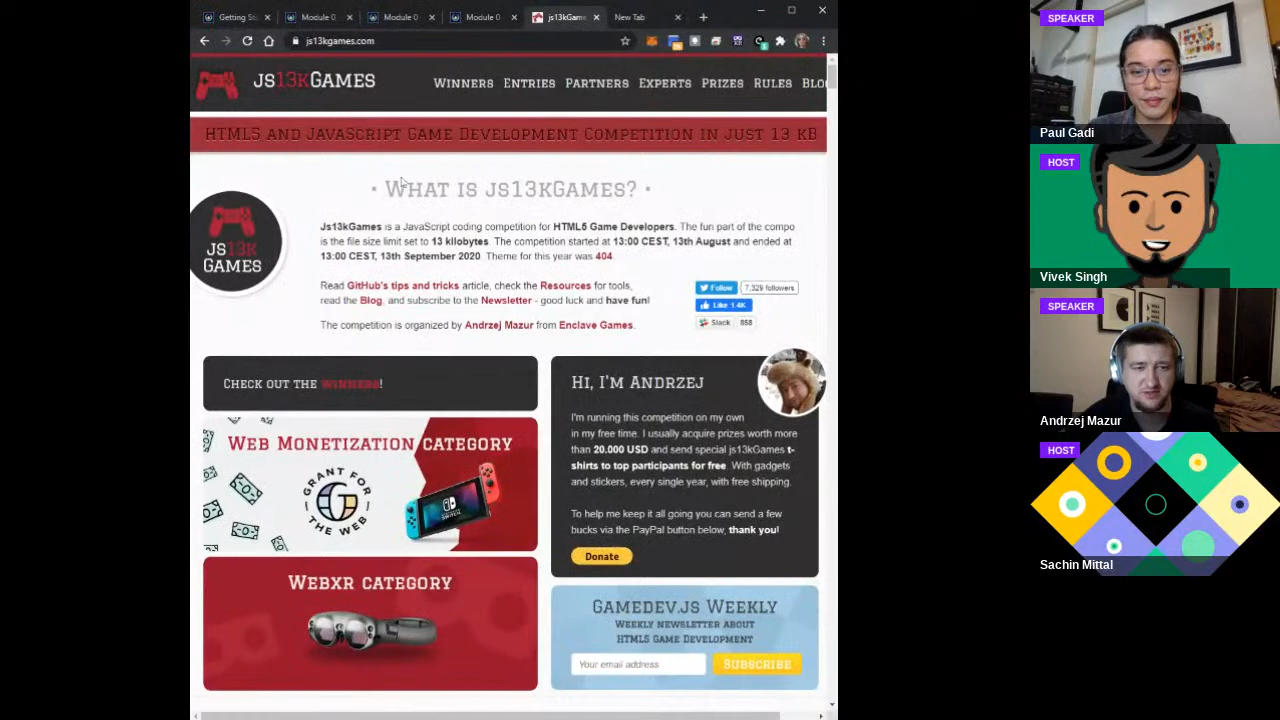 Getting St
Module 0
Module 0
Module 0
js13kGam
New Tab
js13kgames.com
JS13KGAMES
WINNERS ENTRIES PARTNERS EXPERTS PRIZES RULES BLO
HTML5 AND JAVASCRIPT GAME DEVELOPMENT COMPETITION IN JUST 13 KB
• WHAT IS JS13KGAMES? •
JS13K
GAMES
Js13kGames is a JavaScript coding competition for HTML5 Game Developers. The fun part of the compo
is the file size limit set to 13 kilobytes. The competition started at 13:00 CEST, 13th August and ended at
13:00 CEST, 13th September 2020. Theme for this year was 404.
Read GitHub's tips and tricks article, check the Resources for tools,
read the Blog, and subscribe to the Newsletter - good luck and have fun!
The competition is organized by Andrzej Mazur from Enclave Games.
Follow 7,329 followers
Like 1.4K
Slack 858
CHECK OUT THE WINNERS!
WEB MONETIZATION CATEGORY
GRANT FOR
THE WEB
WEBXR CATEGORY
HI, I'M ANDRZEJ
I'm running this competition on my own
in my free time. I usually acquire prizes worth more
than 20.000 USD and send special js13kGames t-
shirts to top participants for free. With gadgets
and stickers, every single year, with free shipping.
To help me keep it all going you can send a few
bucks via the PayPal button below, thank you!
Donate
GAMEDEV.JS WEEKLY
WEEKLY NEWSLETTER ABOUT
HTML5 GAME DEVELOPMENT
Your email address
SUBSCRIBE
SPEAKER
Paul Gadi
HOST
Vivek Singh
SPEAKER
Andrzej Mazur
HOST
Sachin Mittal